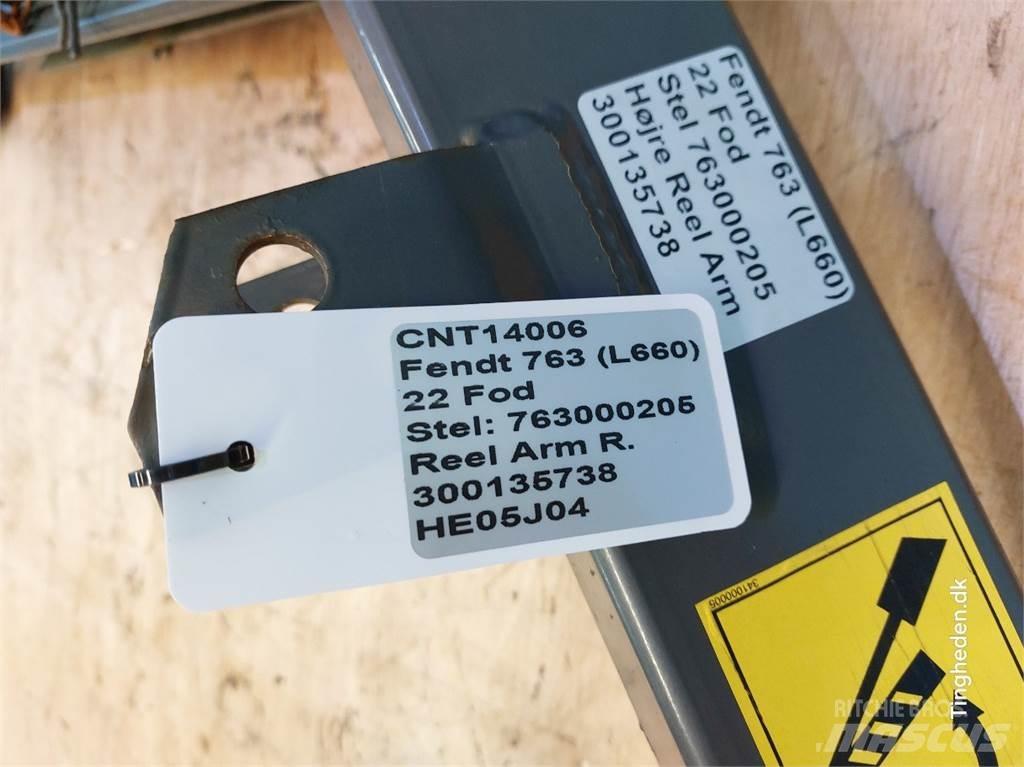 Fendt 763 (L660)
22 Fod
Stel 763000205
Højre Reel Arm
300135738
CNT14006
Fendt 763 (L660)
22 Fod
Stel: 763000205
Reel Arm R.
300135738
HE05J04
341000005
Tingheden.dk
RITCHIE BROS
MASCUS